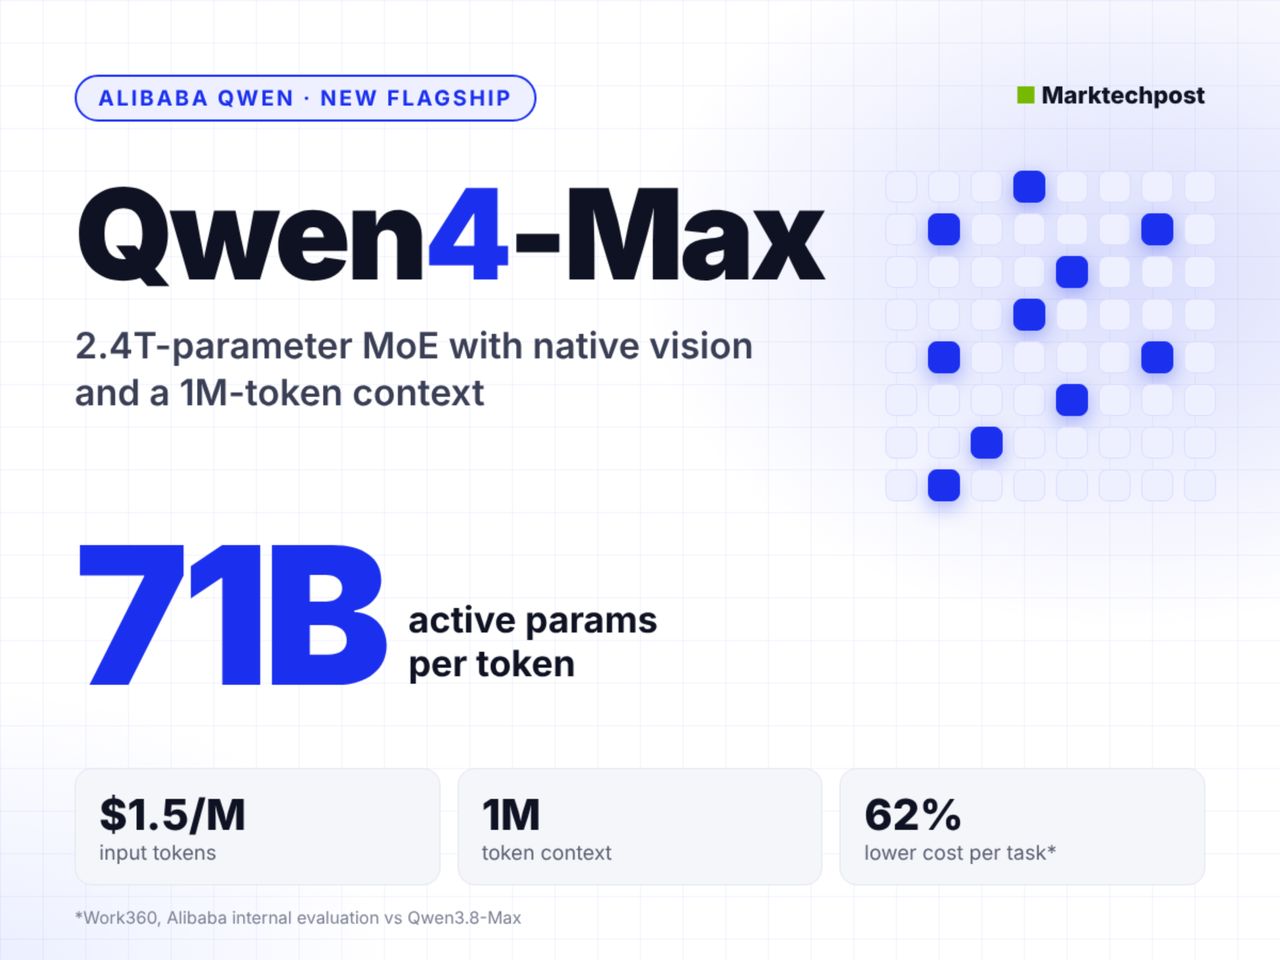 ALIBABA QWEN · NEW FLAGSHIP
Marktechpost
Qwen4-Max
2.4T-parameter MoE with native vision
and a 1M-token context
71B
active params
per token
$1.5/M
input tokens
1M
token context
62%
lower cost per task*
*Work360, Alibaba internal evaluation vs Qwen3.8-Max